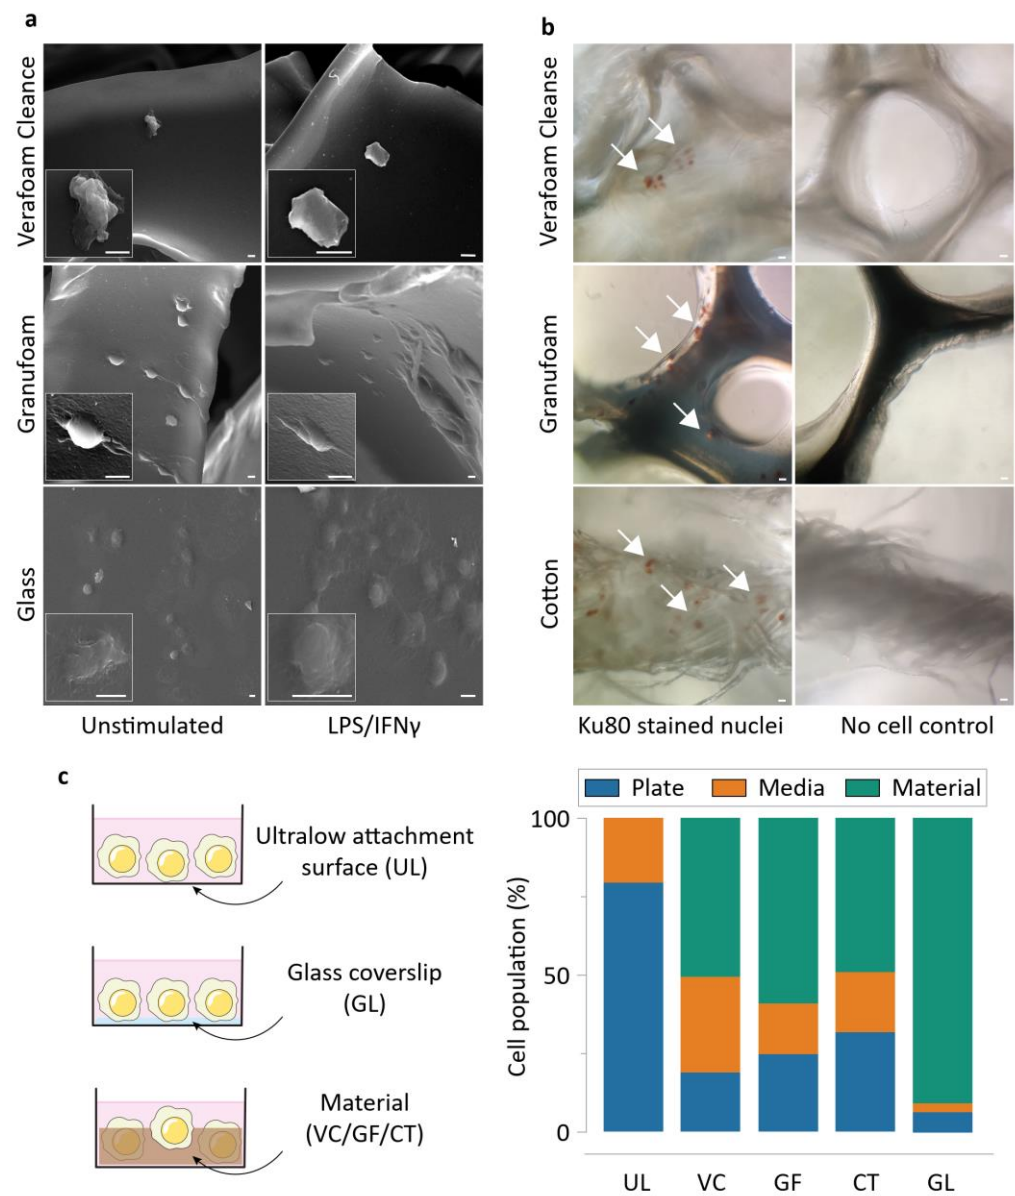 a
Verafoam Cleance
Granufoam
Glass
Unstimulated
LPS/IFNγ
b
Verafoam Cleanse
Granufoam
Cotton
Ku80 stained nuclei
No cell control
c
Ultralow attachment
surface (UL)
Glass coverslip
(GL)
Material
(VC/GF/CT)
Plate
Media
Material
Cell population (%)
100
50
0
UL
VC
GF
CT
GL